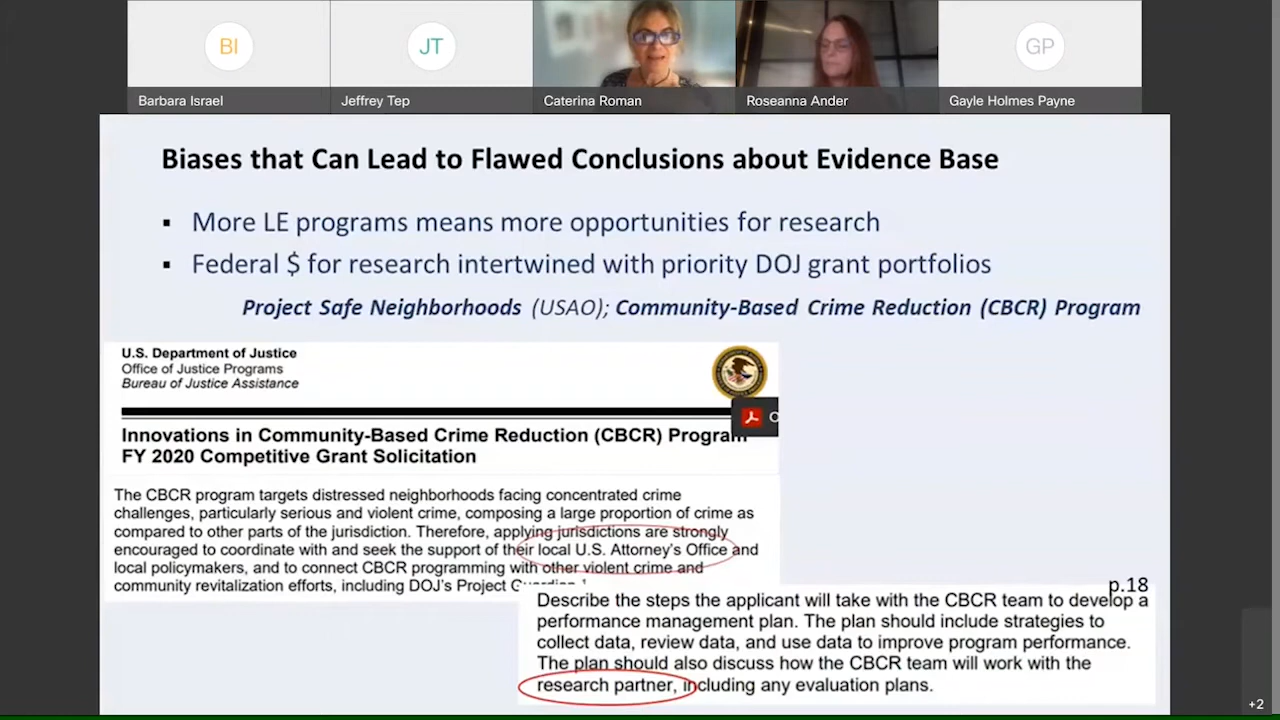 BI
JT
GP
Barbara Israel
Jeffrey Tep
Caterina Roman
Roseanna Ander
Gayle Holmes Payne
Biases that Can Lead to Flawed Conclusions about Evidence Base
▪ More LE programs means more opportunities for research
▪ Federal $ for research intertwined with priority DOJ grant portfolios
Project Safe Neighborhoods (USAO); Community-Based Crime Reduction (CBCR) Program
U.S. Department of Justice
Office of Justice Programs
Bureau of Justice Assistance
Innovations in Community-Based Crime Reduction (CBCR) Program
FY 2020 Competitive Grant Solicitation
The CBCR program targets distressed neighborhoods facing concentrated crime
challenges, particularly serious and violent crime, composing a large proportion of crime as
compared to other parts of the jurisdiction. Therefore, applying jurisdictions are strongly
encouraged to coordinate with and seek the support of their local U.S. Attorney's Office and
local policymakers, and to connect CBCR programming with other violent crime and
community revitalization efforts, including DOJ's Project
p.18
Describe the steps the applicant will take with the CBCR team to develop a
performance management plan. The plan should include strategies to
collect data, review data, and use data to improve program performance.
The plan should also discuss how the CBCR team will work with the
research partner, including any evaluation plans.
+2